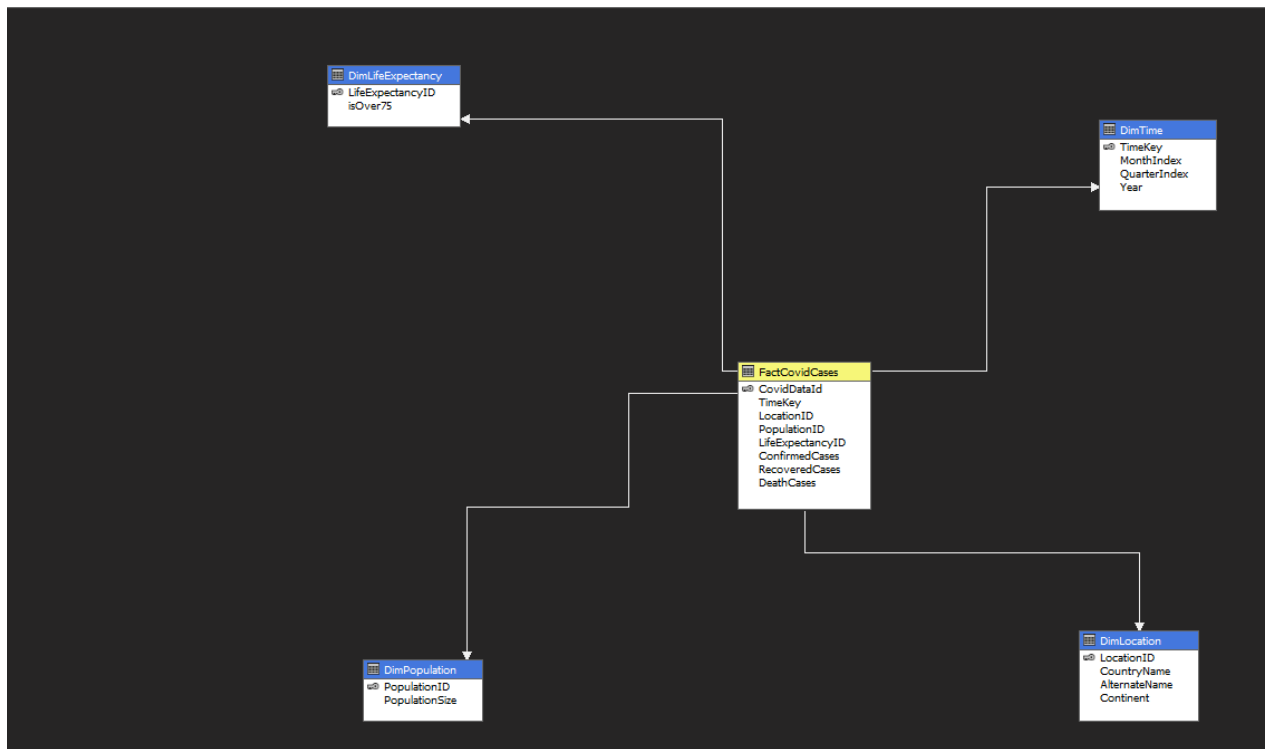 DimLifeExpectancy
LifeExpectancyID
isOver75
DimTime
TimeKey
MonthIndex
QuarterIndex
Year
FactCovidCases
CovidDataId
TimeKey
LocationID
PopulationID
LifeExpectancyID
ConfirmedCases
RecoveredCases
DeathCases
DimPopulation
PopulationID
PopulationSize
DimLocation
LocationID
CountryName
AlternateName
Continent